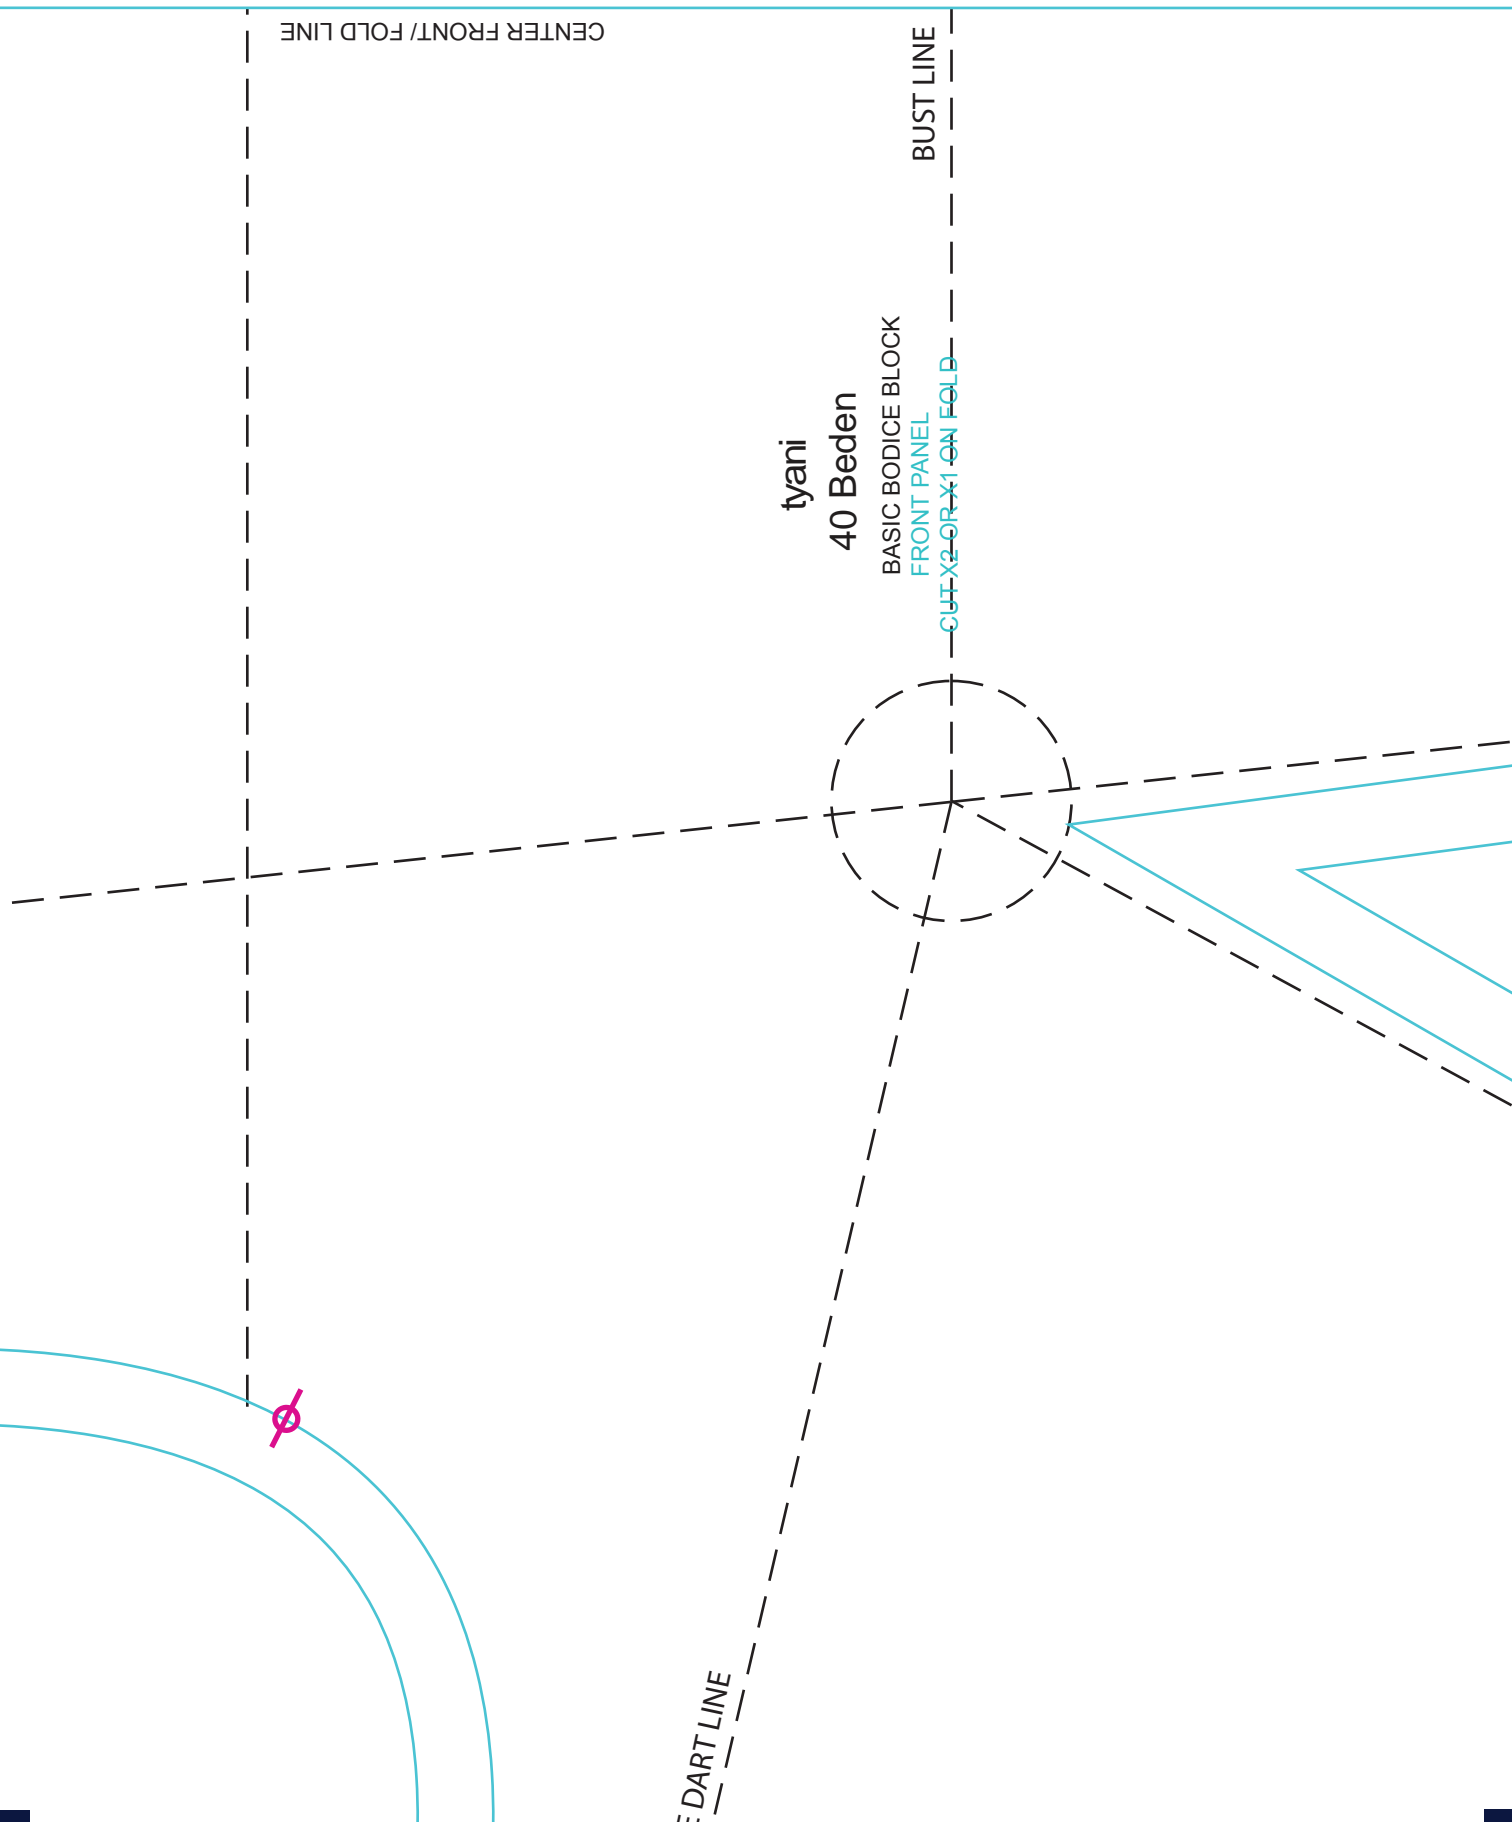 CENTER FRONT/ FOLD LINE
BUST LINE
tyani
40 Beden
BASIC BODICE BLOCK
FRONT PANEL
CUT X2 OR X1 ON FOLD
DART LINE